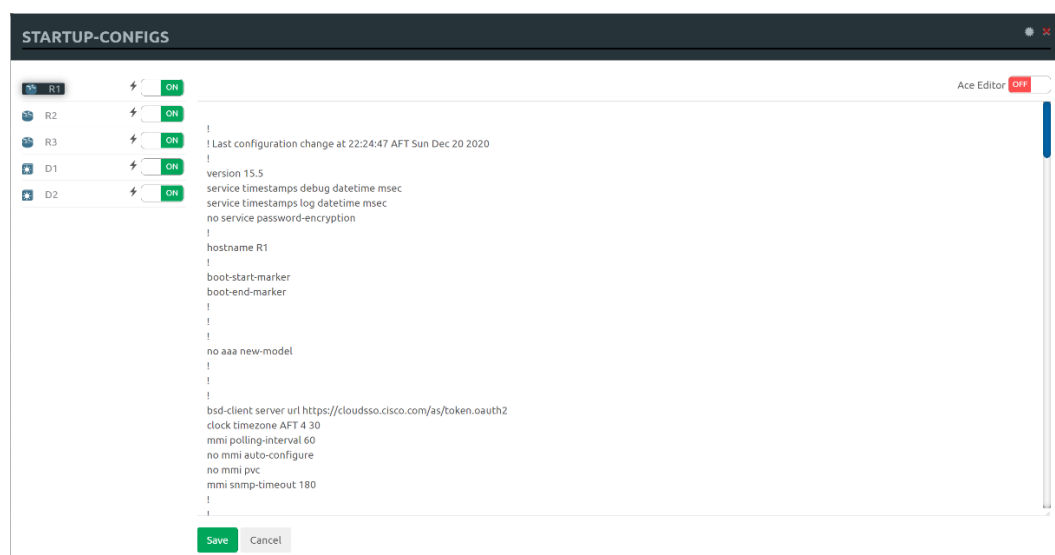 STARTUP-CONFIGS
R1 ON
R2 ON
R3 ON
D1 ON
D2 ON
Ace Editor OFF
!
! Last configuration change at 22:24:47 AFT Sun Dec 20 2020
!
version 15.5
service timestamps debug datetime msec
service timestamps log datetime msec
no service password-encryption
!
hostname R1
!
boot-start-marker
boot-end-marker
!
!
!
no aaa new-model
!
!
!
bsd-client server url https://cloudsso.cisco.com/as/token.oauth2
clock timezone AFT 4 30
mmi polling-interval 60
no mmi auto-configure
no mmi pvc
mmi snmp-timeout 180
!
!
Save Cancel